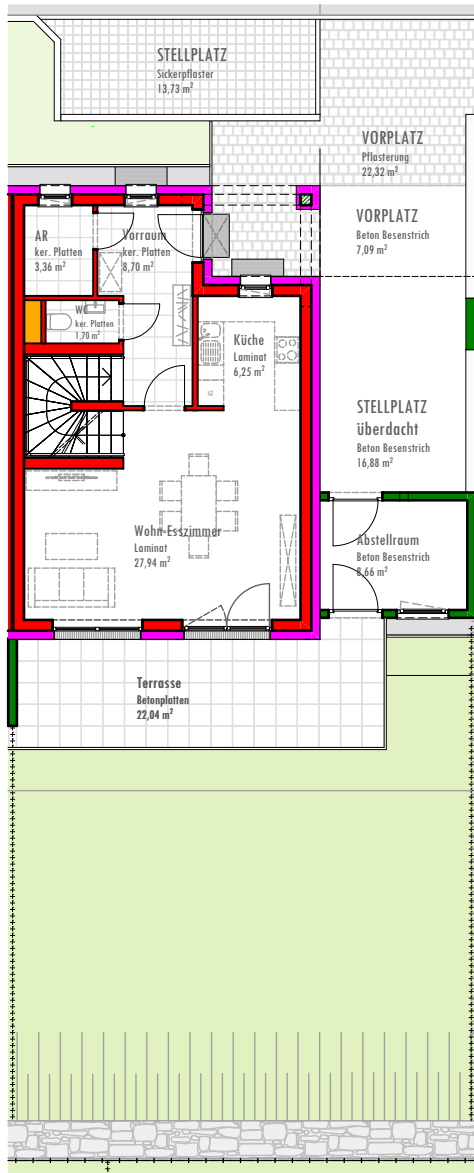 STELLPLATZ
Sickerpflaster
13,73 m²
VORPLATZ
Pflasterung
22,32 m²
VORPLATZ
Beton Besenstrich
7,09 m²
AR
ker. Platten
3,36 m²
Vorraum
ker. Platten
8,70 m²
WC
ker. Platten
1,70 m²
Küche
Laminat
6,25 m²
STELLPLATZ
überdacht
Beton Besenstrich
16,88 m²
Wohn-Esszimmer
Laminat
27,94 m²
Abstellraum
Beton Besenstrich
8,66 m²
Terrasse
Betonplatten
22,04 m²